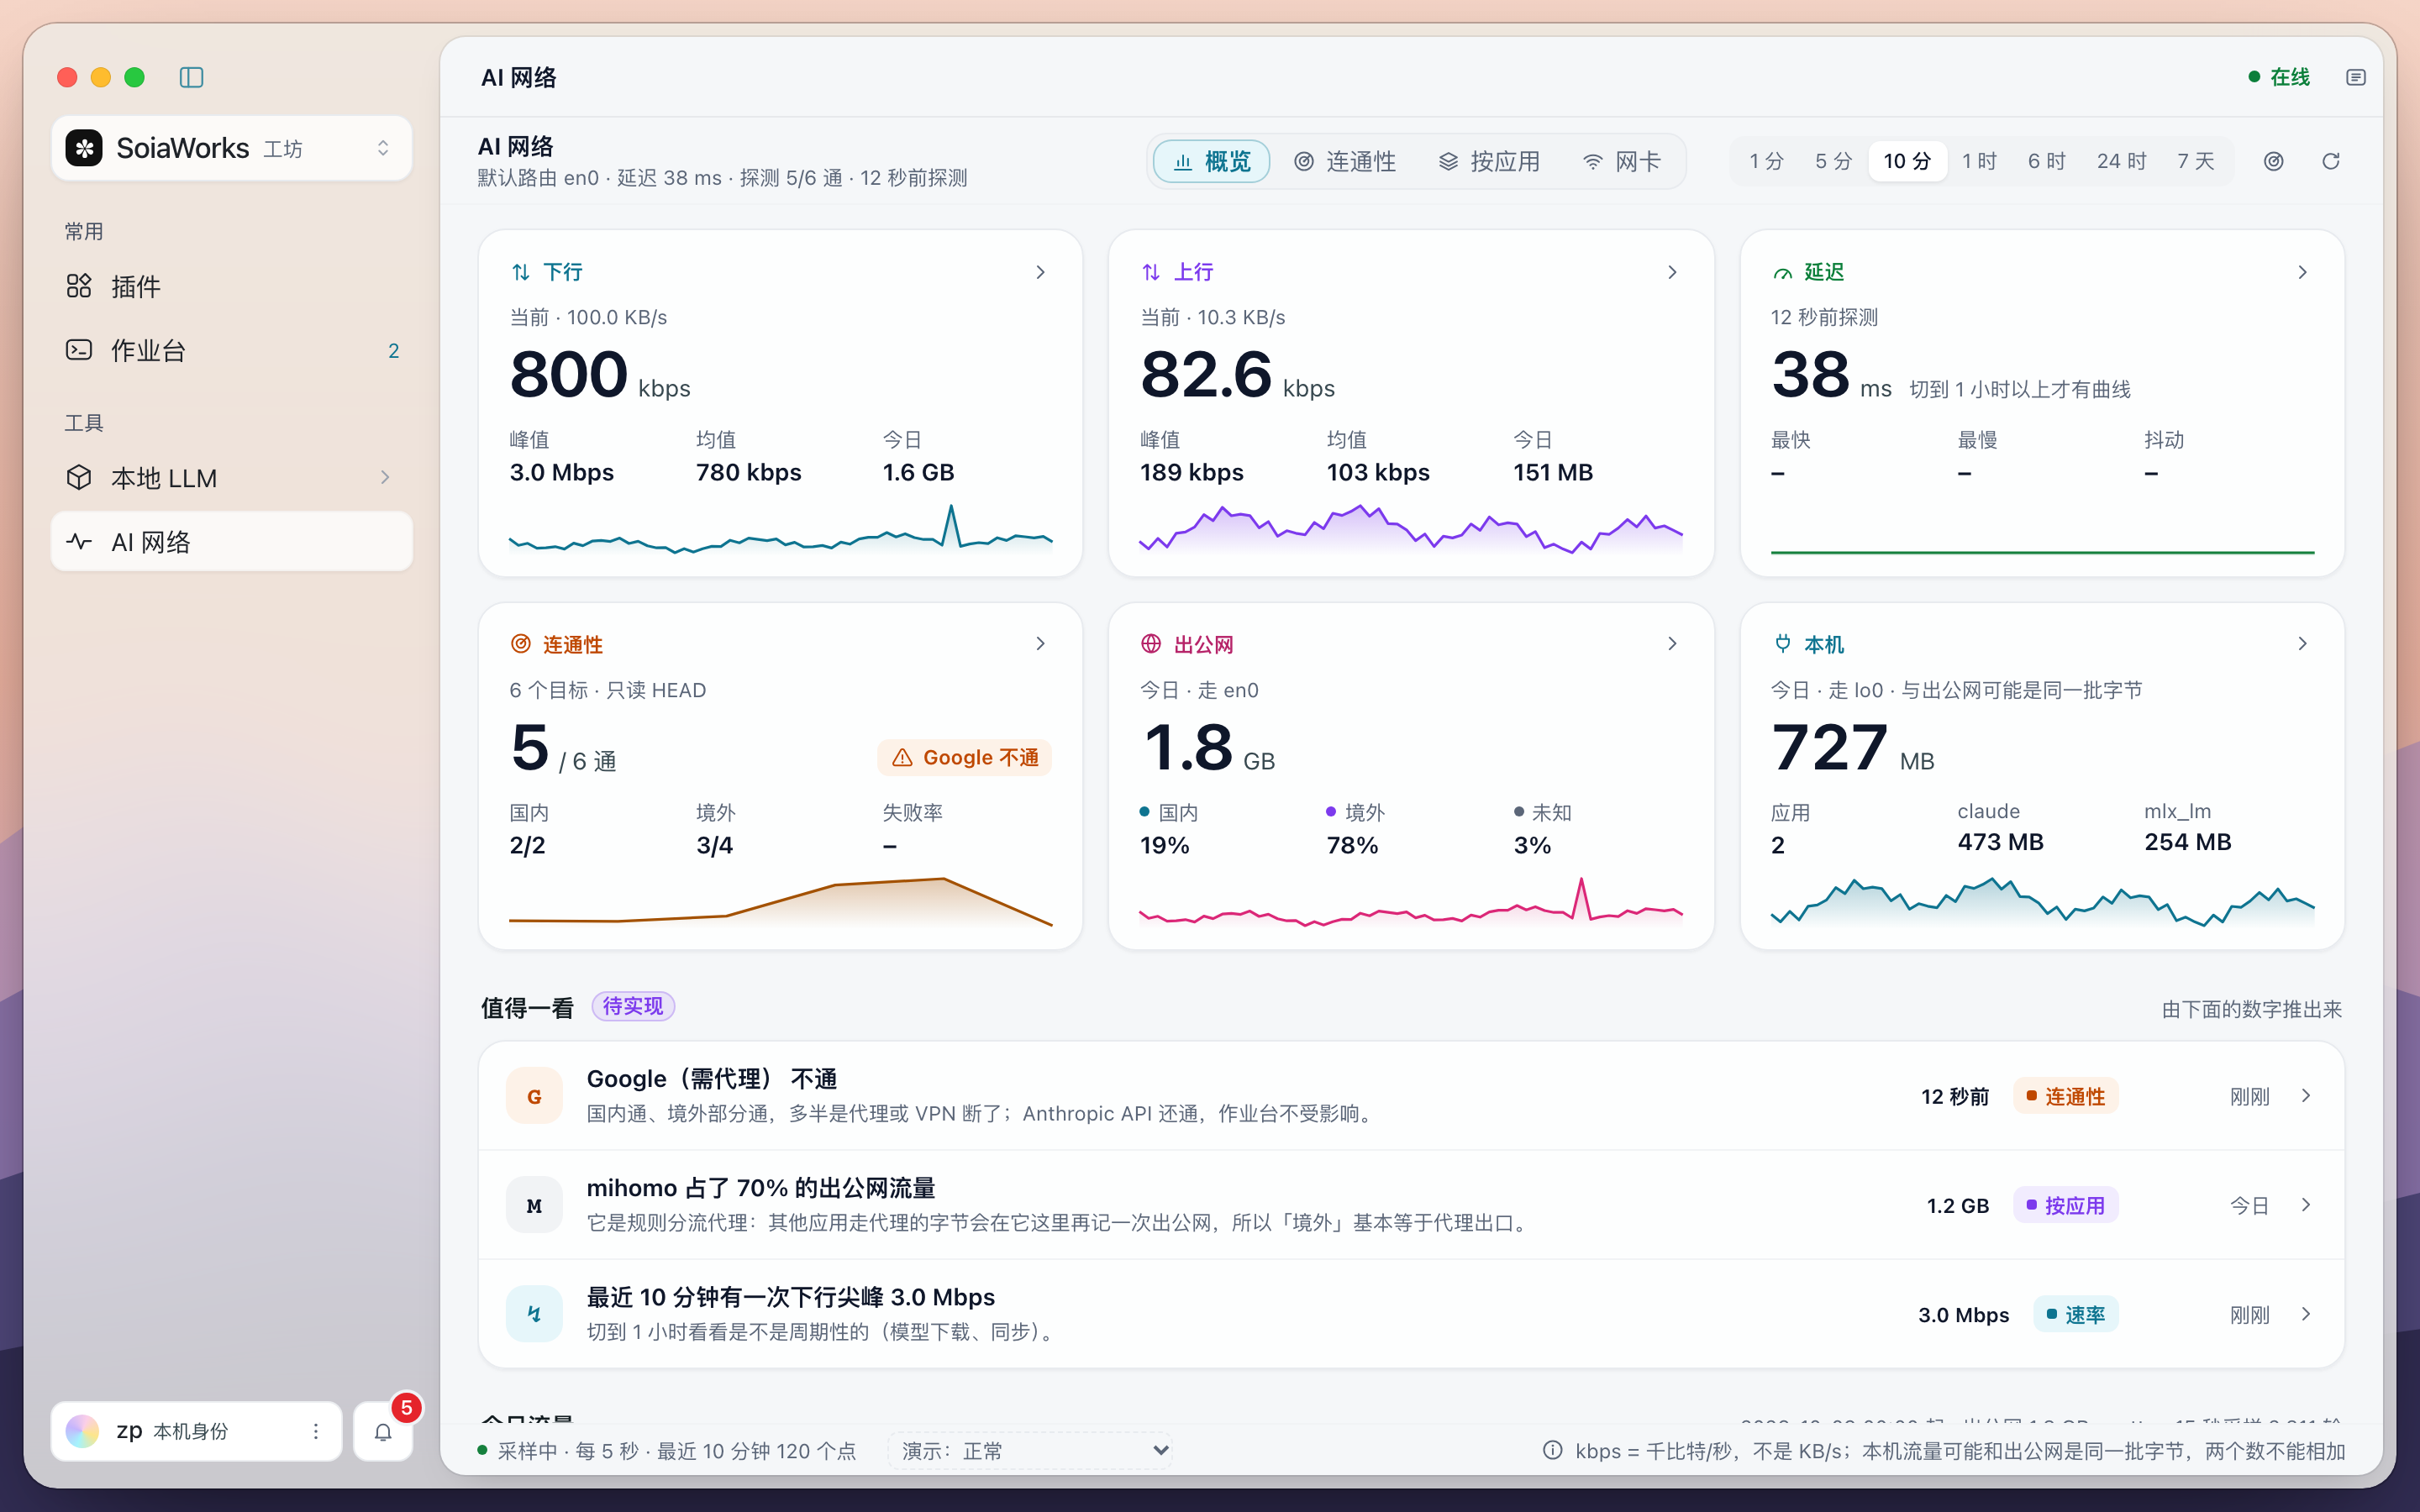 AI 网络
在线
SoiaWorks 工坊
常用
插件
作业台 2
工具
本地 LLM
AI 网络
zp 本机身份
5
AI 网络
默认路由 en0 · 延迟 38 ms · 探测 5/6 通 · 12 秒前探测
概览 连通性 按应用 网卡
1 分 5 分 10 分 1 时 6 时 24 时 7 天
下行
当前 · 100.0 KB/s
800 kbps
峰值 均值 今日
3.0 Mbps 780 kbps 1.6 GB
上行
当前 · 10.3 KB/s
82.6 kbps
峰值 均值 今日
189 kbps 103 kbps 151 MB
延迟
12 秒前探测
38 ms 切到 1 小时以上才有曲线
最快 最慢 抖动
– – –
连通性
6 个目标 · 只读 HEAD
5 / 6 通 Google 不通
国内 境外 失败率
2/2 3/4 –
出公网
今日 · 走 en0
1.8 GB
国内 境外 未知
19% 78% 3%
本机
今日 · 走 lo0 · 与出公网可能是同一批字节
727 MB
应用 claude mlx_lm
2 473 MB 254 MB
值得一看 待实现 由下面的数字推出来
G
Google（需代理） 不通
国内通、境外部分通，多半是代理或 VPN 断了；Anthropic API 还通，作业台不受影响。
12 秒前 连通性 刚刚
M
mihomo 占了 70% 的出公网流量
它是规则分流代理：其他应用走代理的字节会在它这里再记一次出公网，所以「境外」基本等于代理出口。
1.2 GB 按应用 今日
最近 10 分钟有一次下行尖峰 3.0 Mbps
切到 1 小时看看是不是周期性的（模型下载、同步）。
3.0 Mbps 速率 刚刚
今日流量
采样中 · 每 5 秒 · 最近 10 分钟 120 个点
演示：正常
kbps = 千比特/秒，不是 KB/s；本机流量可能和出公网是同一批字节，两个数不能相加